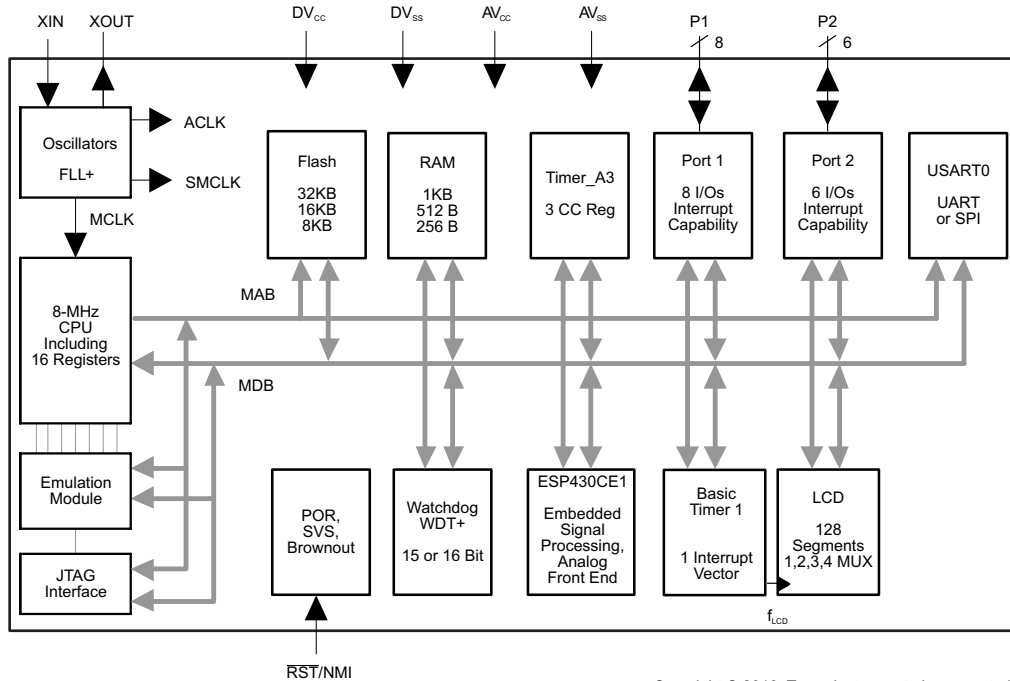 XIN XOUT DVCC DVSS AVCC AVSS P1 P2
8 6
Oscillators
FLL+
ACLK
SMCLK
MCLK
Flash
32KB
16KB
8KB
RAM
1KB
512 B
256 B
Timer_A3
3 CC Reg
Port 1
8 I/Os
Interrupt
Capability
Port 2
6 I/Os
Interrupt
Capability
USART0
UART
or SPI
8-MHz
CPU
Including
16 Registers
MAB
MDB
Emulation
Module
JTAG
Interface
POR,
SVS,
Brownout
Watchdog
WDT+
15 or 16 Bit
ESP430CE1
Embedded
Signal
Processing,
Analog
Front End
Basic
Timer 1
1 Interrupt
Vector
LCD
128
Segments
1,2,3,4 MUX
fLCD
RST/NMI